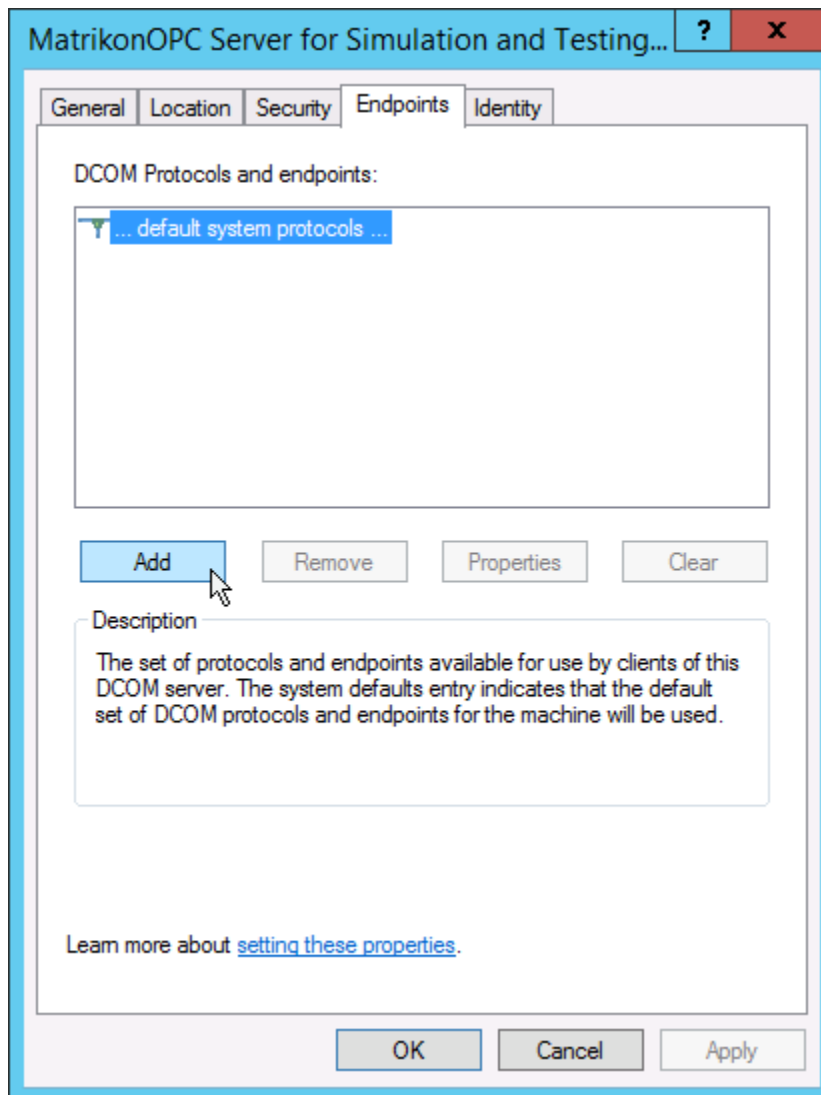 MatrikonOPC Server for Simulation and Testing...
?
x
General Location Security Endpoints Identity
DCOM Protocols and endpoints:
... default system protocols ...
Add Remove Properties Clear
Description
The set of protocols and endpoints available for use by clients of this
DCOM server. The system defaults entry indicates that the default
set of DCOM protocols and endpoints for the machine will be used.
Learn more about setting these properties.
OK Cancel Apply